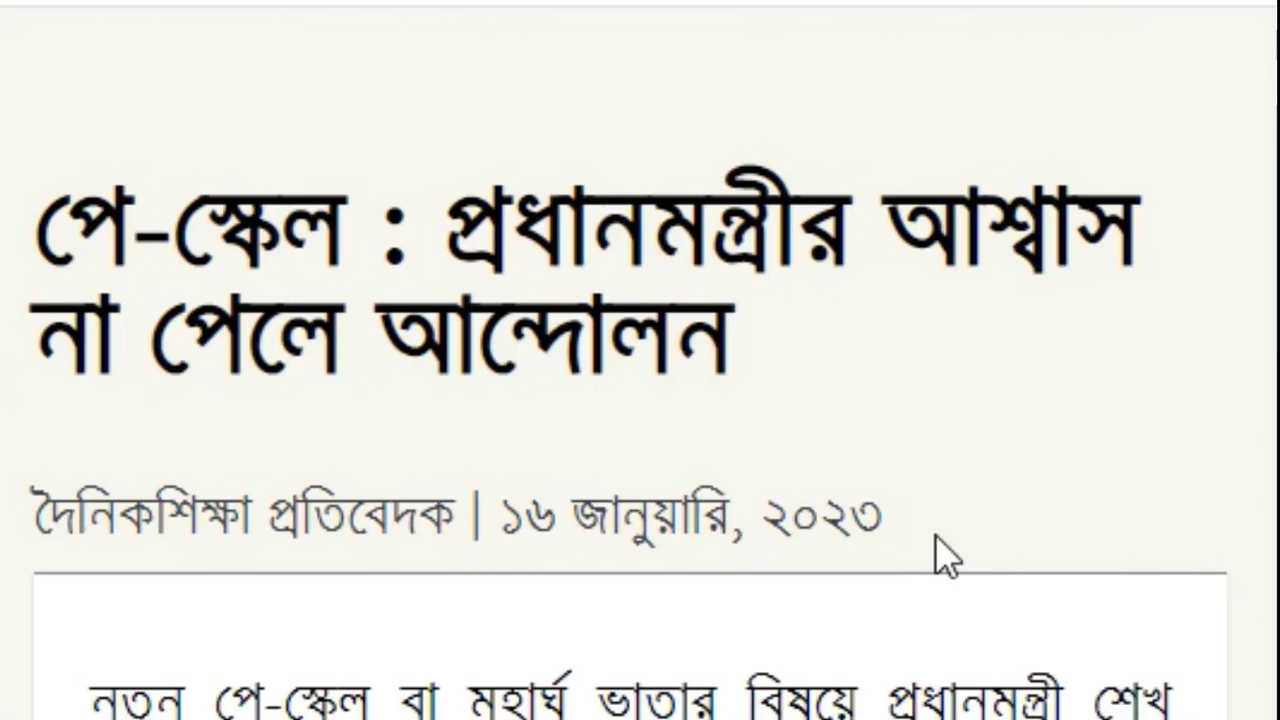 পে-স্কেল : প্রধানমন্ত্রীর আশ্বাস
না পেলে আন্দোলন
দৈনিকশিক্ষা প্রতিবেদক | ১৬ জানুয়ারি, ২০২৩
নতুন পে-স্কেল বা মহার্ঘ ভাতার বিষয়ে প্রধানমন্ত্রী শেখ